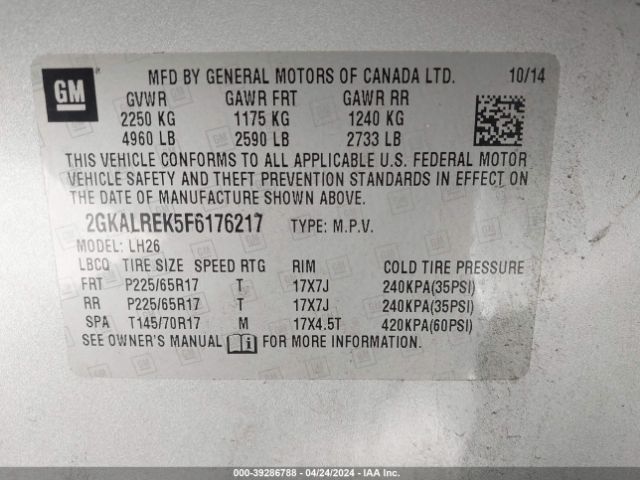 GM
MFD BY GENERAL MOTORS OF CANADA LTD. 10/14
GVWR GAWR FRT GAWR RR
2250 KG 1175 KG 1240 KG
4960 LB 2590 LB 2733 LB
THIS VEHICLE CONFORMS TO ALL APPLICABLE U.S. FEDERAL MOTOR
VEHICLE SAFETY AND THEFT PREVENTION STANDARDS IN EFFECT ON
THE DATE OF MANUFACTURE SHOWN ABOVE.
2GKALREK5F6176217 TYPE: M.P.V.
MODEL: LH26
LBCQ TIRE SIZE SPEED RTG RIM COLD TIRE PRESSURE
FRT P225/65R17 T 17X7J 240KPA(35PSI)
RR P225/65R17 T 17X7J 240KPA(35PSI)
SPA T145/70R17 M 17X4.5T 420KPA(60PSI)
SEE OWNER'S MANUAL FOR MORE INFORMATION.
000-39286788 - 04/24/2024 - IAAI.com